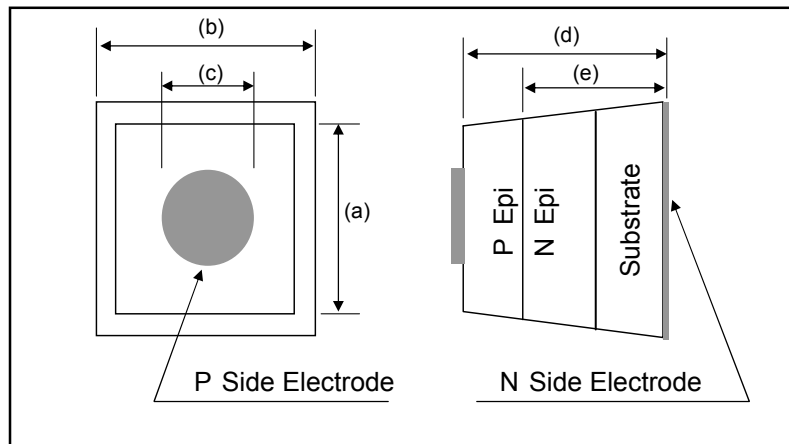 (b)
(c)
(a)
P Side Electrode
(d)
(e)
P Epi
N Epi
Substrate
N Side Electrode